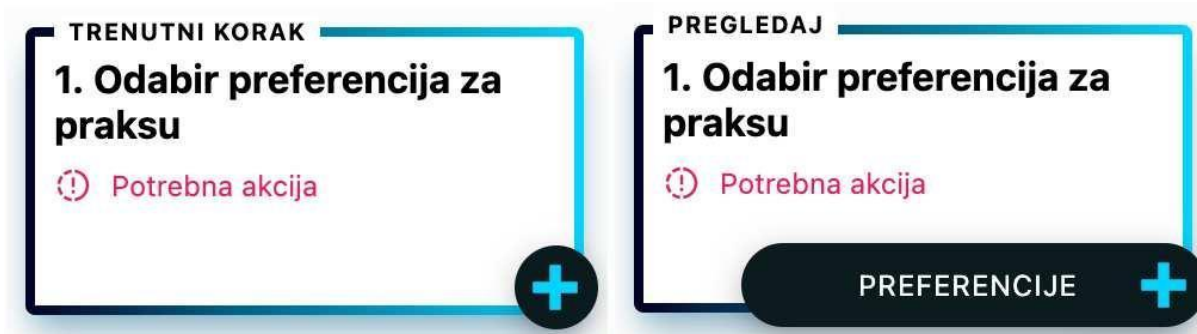 TRENUTNI KORAK
1. Odabir preferencija za
praksu
Potrebna akcija
PREGLEDAJ
1. Odabir preferencija za
praksu
Potrebna akcija
PREFERENCIJE